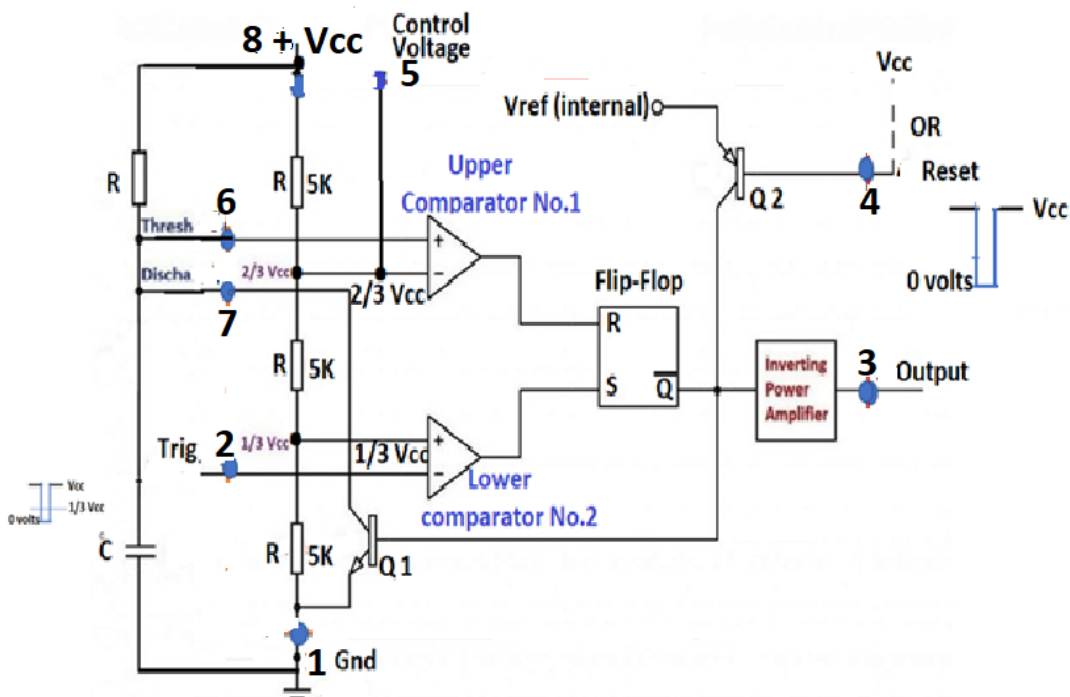 Control
Voltage
8 + Vcc
5
Vcc
Vref (internal)
OR
Reset
Upper
Comparator No.1
R
R 5K
Q 2
4
6
Thresh
Vcc
0 volts
2/3 Vcc
2/3 Vcc
Discha
7
+
−
Flip-Flop
R
S
Q̅
R 5K
Inverting
Power
Amplifier
3
Output
Trig
2
1/3 Vcc
1/3 Vcc
+
−
Lower
comparator No.2
Vcc
1/3 Vcc
0 volts
C
R 5K
Q 1
1
Gnd